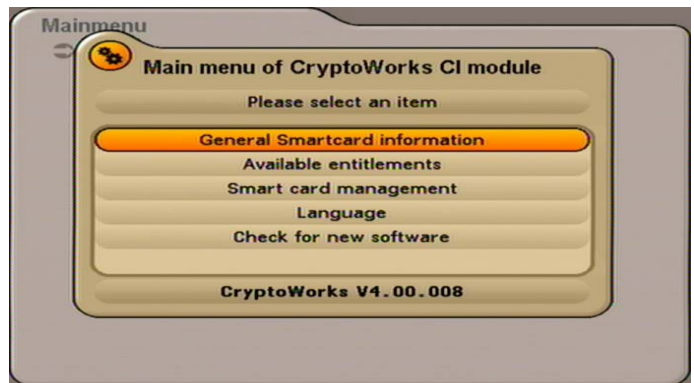 Mainmenu
Main menu of CryptoWorks CI module
Please select an item
General Smartcard information
Available entitlements
Smart card management
Language
Check for new software
CryptoWorks V4.00.008